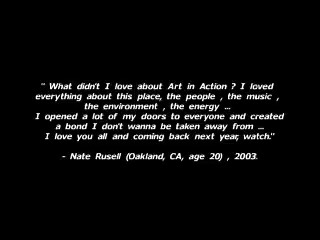 " What didn't I love about Art in Action ? I loved
everything about this place, the people , the music ,
the environment , the energy ...
I opened a lot of my doors to everyone and created
a bond I don't wanna be taken away from ...
I love you all and coming back next year, watch."
- Nate Rusell (Oakland, CA, age 20) , 2003.